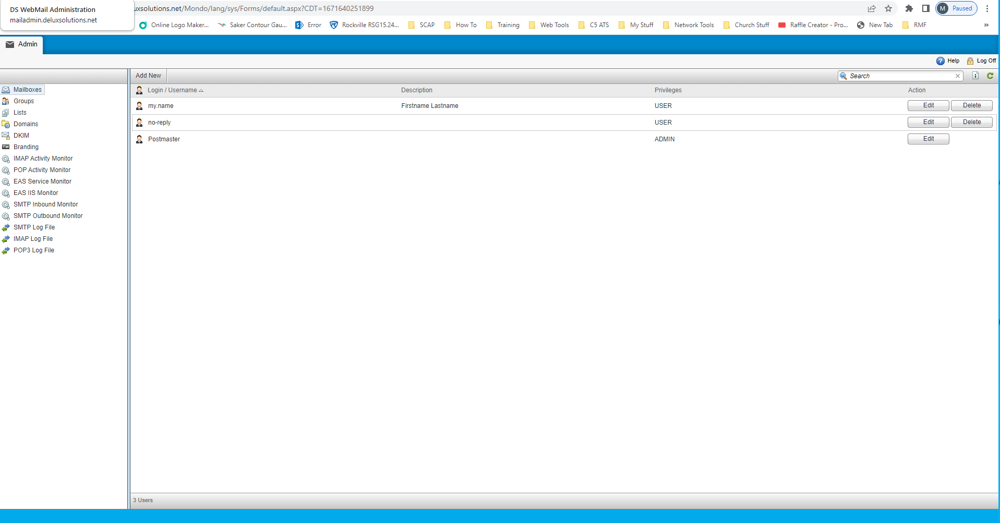 DS WebMail Administration
mailadmin.deluxsolutions.net
uxsolutions.net/Mondo/lang/sys/Forms/default.aspx?CDT=1671640251899
M Paused
Online Logo Maker... Saker Contour Gau... Error Rockville RSG15.24... SCAP How To Training Web Tools C5 ATS My Stuff Network Tools Church Stuff Raffle Creator - Pro... New Tab RMF »
Admin
Help Log Off
Add New
Search
Login / Username Description Privileges Action
my.name Firstname Lastname USER Edit Delete
no-reply USER Edit Delete
Postmaster ADMIN Edit
Mailboxes
Groups
Lists
Domains
DKIM
TM Branding
IMAP Activity Monitor
POP Activity Monitor
EAS Service Monitor
EAS IIS Monitor
SMTP Inbound Monitor
SMTP Outbound Monitor
SMTP Log File
IMAP Log File
POP3 Log File
3 Users